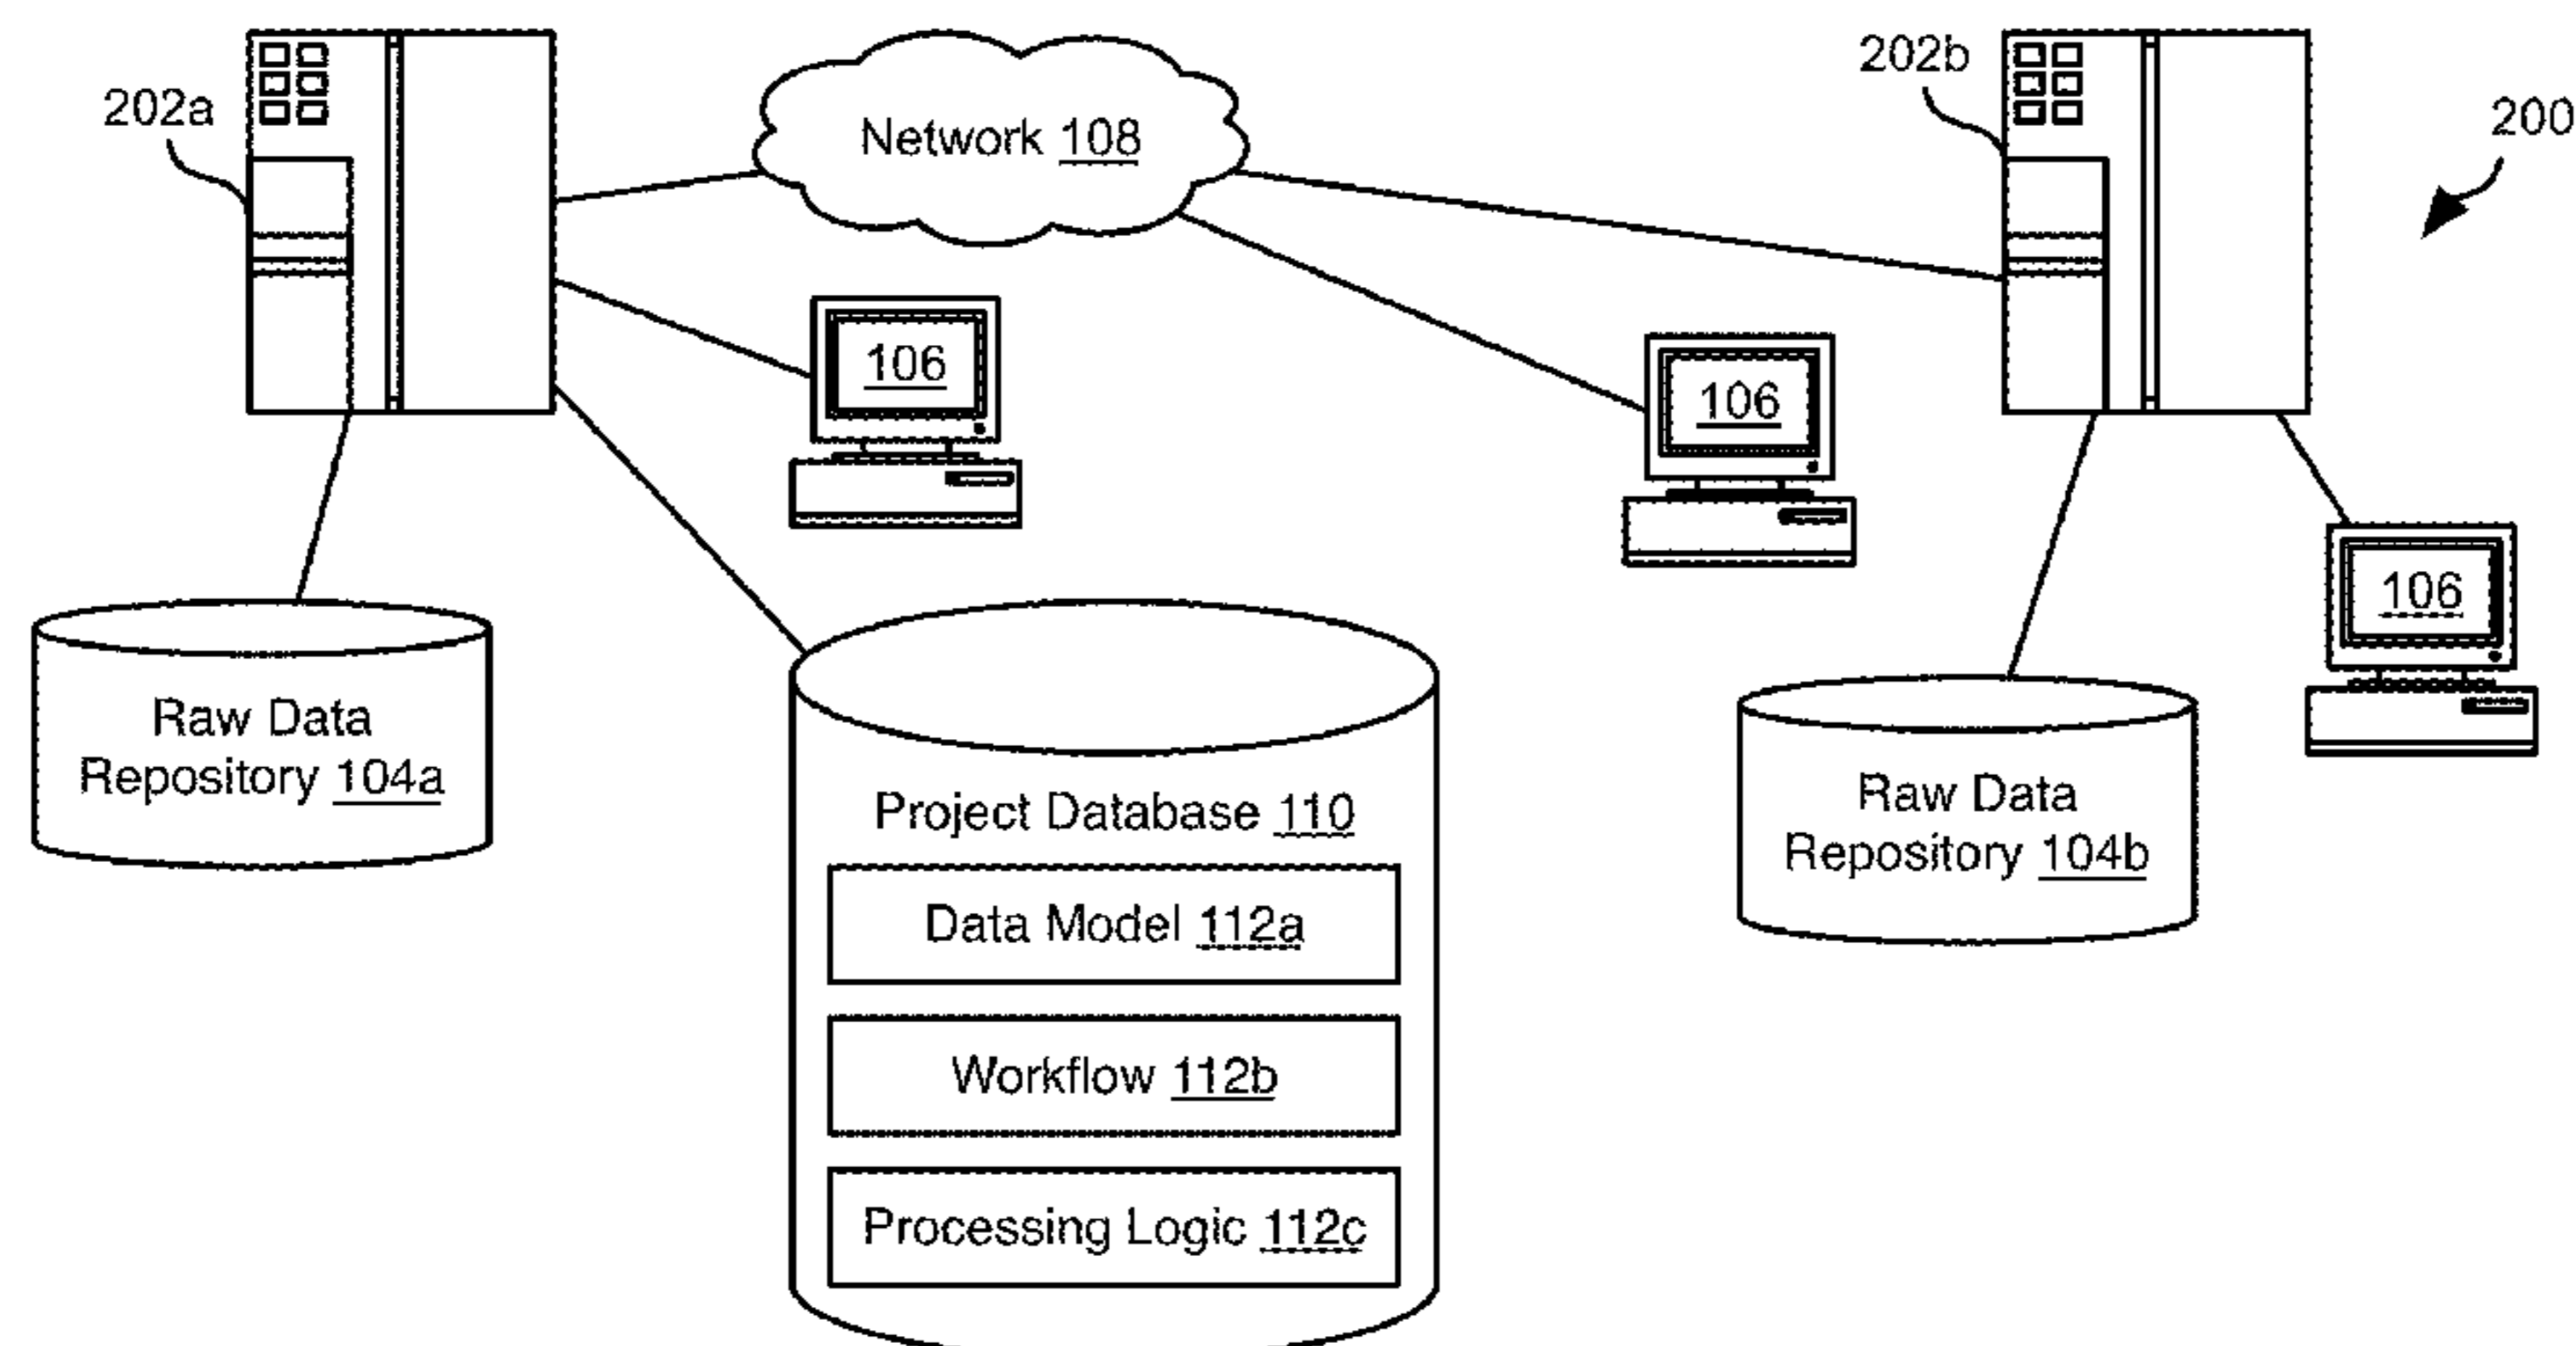 202a
Network 108
202b
200
106
106
106
Raw Data
Repository 104a
Project Database 110
Data Model 112a
Workflow 112b
Processing Logic 112c
Raw Data
Repository 104b